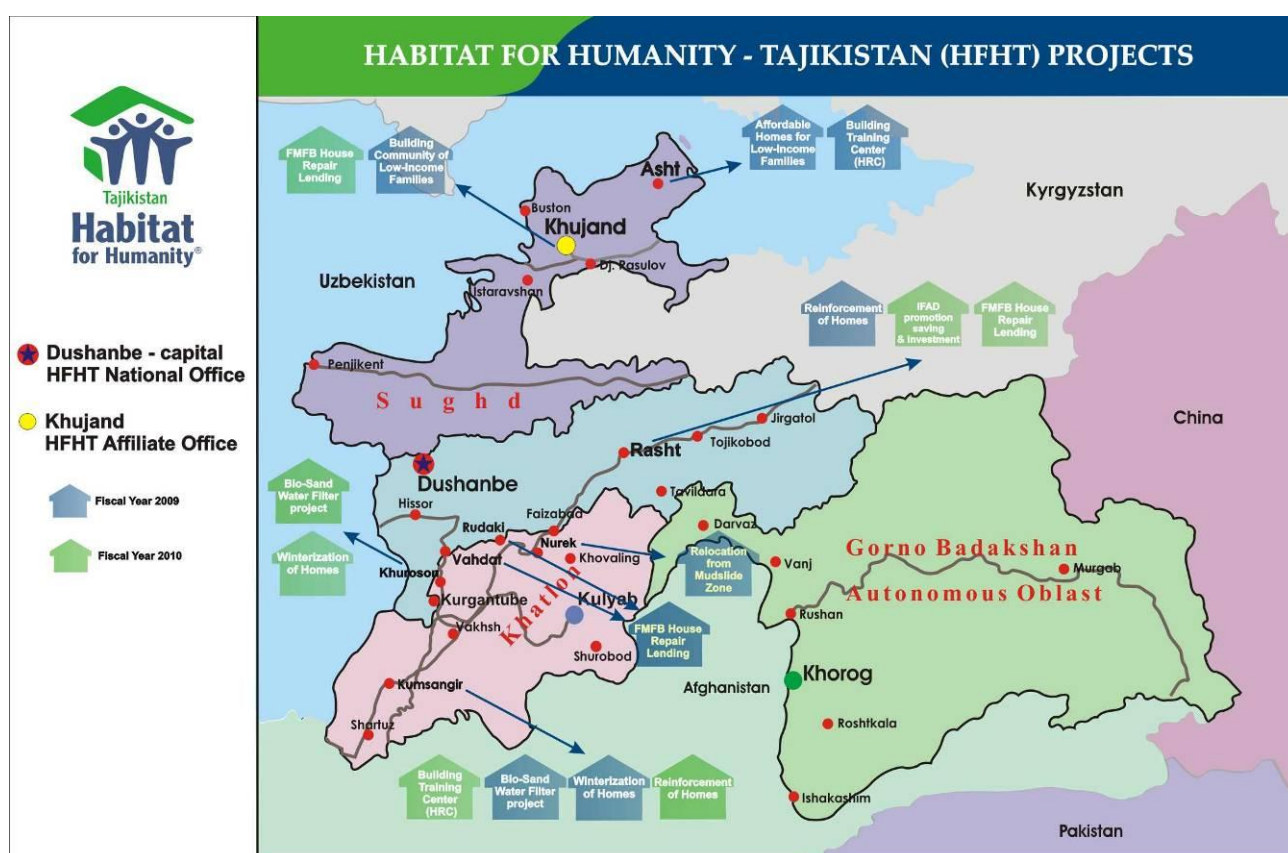 HABITAT FOR HUMANITY - TAJIKISTAN (HFHT) PROJECTS
Tajikistan
Habitat
for Humanity®
Dushanbe - capital
HFHT National Office
Khujand
HFHT Affiliate Office
Fiscal Year 2009
Fiscal Year 2010
FMFB House
Repair
Lending
Building
Community of
Low-Income
Families
Affordable
Homes for
Low-Income
Families
Building
Training
Center
(HRC)
Asht
Kyrgyzstan
Buston
Khujand
Dj. Rasulov
Uzbekistan
Istaravshan
Reinforcement
of Homes
IFAD
promotion
saving
& investment
FMFB House
Repair
Lending
Penjikent
Sughd
China
Jirgatol
Tojikobod
Rasht
Dushanbe
Tavildara
Bio-Sand
Water Filter
project
Hissor
Faizabad
Rudaki
Darvaz
Winterization
of Homes
Nurek
Vahdat
Khovaling
Relocation
from
Mudslide
Zone
Vanj
Gorno Badakshan
Autonomous Oblast
Murgab
Khuroson
Kurgantube
Khatlon
Kulyab
Rushan
Vakhsh
FMFB House
Repair
Lending
Shurobod
Afghanistan
Khorog
Kumsangir
Roshtkala
Shartuz
Building
Training
Center
(HRC)
Bio-Sand
Water Filter
project
Winterization
of Homes
Reinforcement
of Homes
Ishakashim
Pakistan